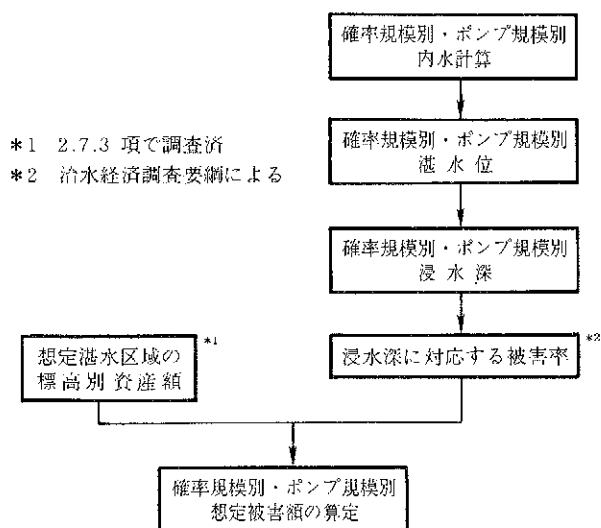 確率規模別・ポンプ規模別
内水計算
*1 2.7.3 項で調査済
*2 治水経済調査要綱による
確率規模別・ポンプ規模別
湛水位
確率規模別・ポンプ規模別
浸水深
想定湛水区域の
標高別資産額
*1
浸水深に対応する被害率
*2
確率規模別・ポンプ規模別
想定被害額の算定